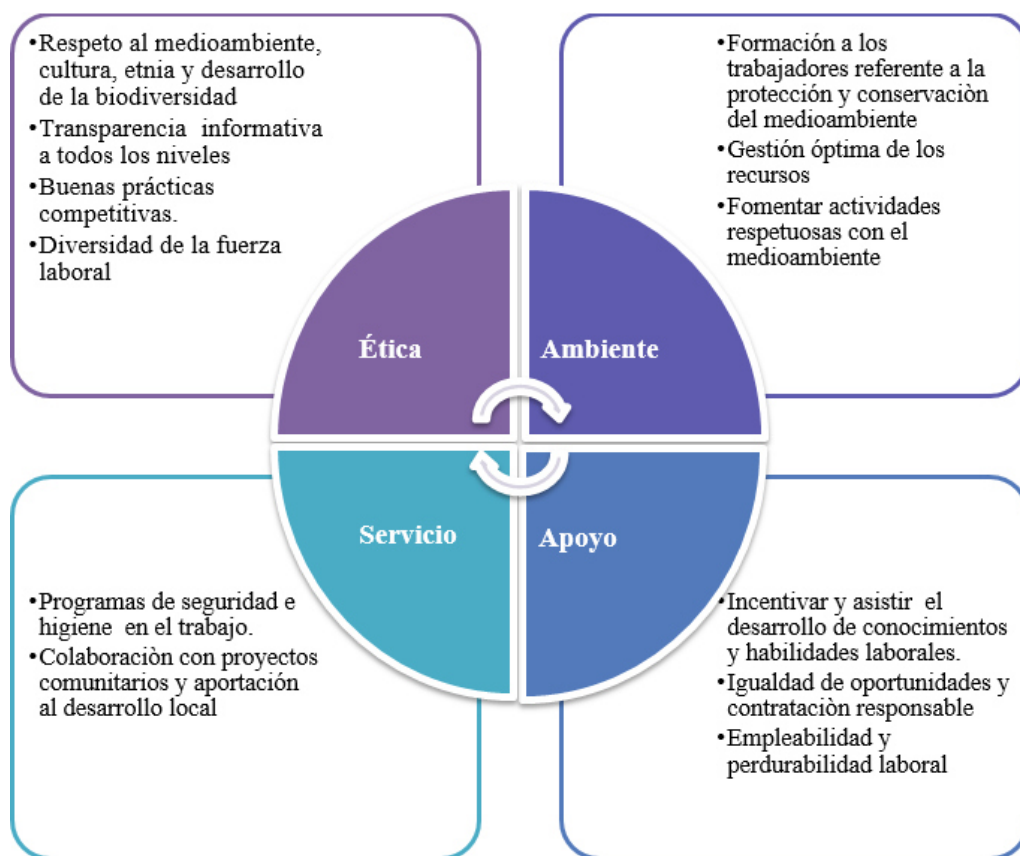 •Respeto al medioambiente,
cultura, etnia y desarrollo
de la biodiversidad
•Transparencia informativa
a todos los niveles
•Buenas prácticas
competitivas.
•Diversidad de la fuerza
laboral
•Formación a los
trabajadores referente a la
protección y conservaciòn
del medioambiente
•Gestión óptima de los
recursos
•Fomentar actividades
respetuosas con el
medioambiente
Ética
Ambiente
Servicio
Apoyo
•Programas de seguridad e
higiene en el trabajo.
•Colaboraciòn con proyectos
comunitarios y aportación
al desarrollo local
•Incentivar y asistir el
desarrollo de conocimientos
y habilidades laborales.
•Igualdad de oportunidades y
contrataciòn responsable
•Empleabilidad y
perdurabilidad laboral